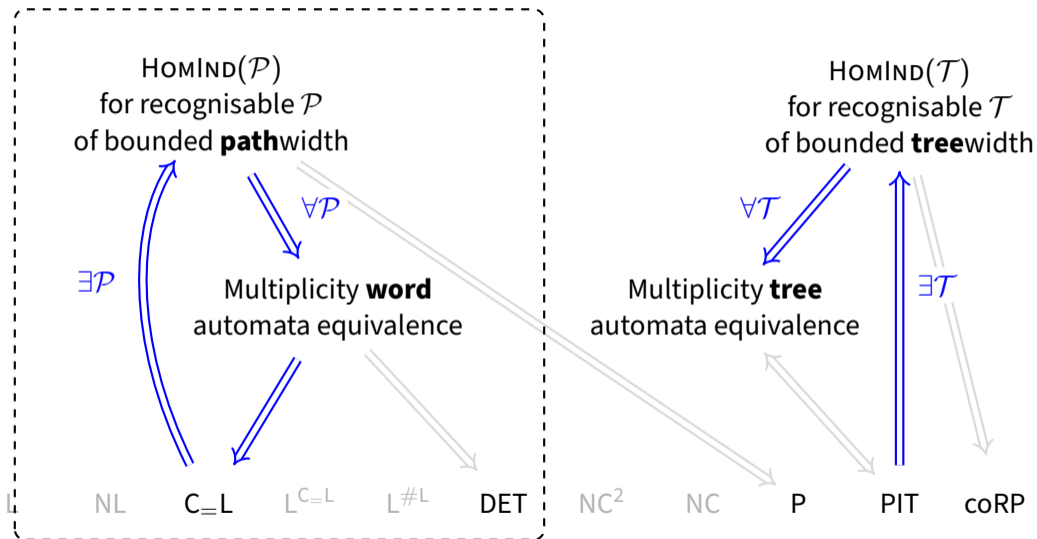 HomInd(𝒫)
for recognisable 𝒫
of bounded pathwidth
∀𝒫
∃𝒫
Multiplicity word
automata equivalence
HomInd(𝒯)
for recognisable 𝒯
of bounded treewidth
∀𝒯
∃𝒯
Multiplicity tree
automata equivalence
L NL C₌L L^{C₌L} L^{#L} DET NC² NC P PIT coRP